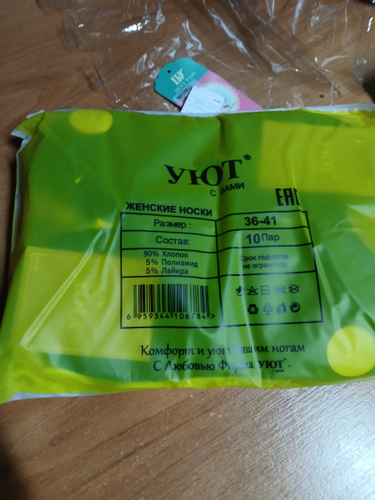 УЮТ®
С ВАМИ
ЖЕНСКИЕ НОСКИ
EAC
Размер : 36-41
Состав: 10 Пар
90% Хлопок
5% Полиамид
5% Лайкра
Срок годности
не ограничен
6 959344 106784 >
Комфорт и уют вашим ногам
С Любовью Фирма УЮТ®.